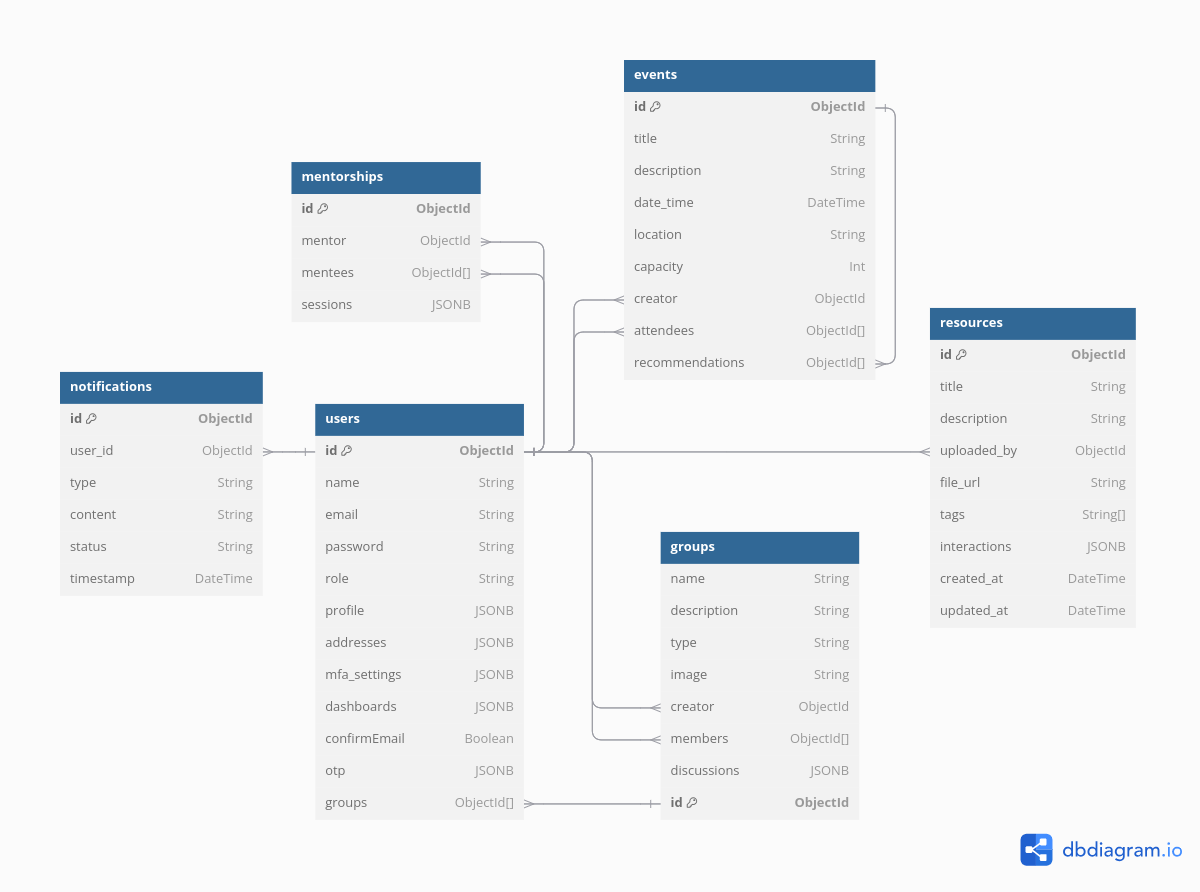 events
id ObjectId
title String
description String
date_time DateTime
location String
capacity Int
creator ObjectId
attendees ObjectId[]
recommendations ObjectId[]
mentorships
id ObjectId
mentor ObjectId
mentees ObjectId[]
sessions JSONB
resources
id ObjectId
title String
description String
uploaded_by ObjectId
file_url String
tags String[]
interactions JSONB
created_at DateTime
updated_at DateTime
notifications
id ObjectId
user_id ObjectId
type String
content String
status String
timestamp DateTime
users
id ObjectId
name String
email String
password String
role String
profile JSONB
addresses JSONB
mfa_settings JSONB
dashboards JSONB
confirmEmail Boolean
otp JSONB
groups ObjectId[]
groups
name String
description String
type String
image String
creator ObjectId
members ObjectId[]
discussions JSONB
id ObjectId
dbdiagram.io